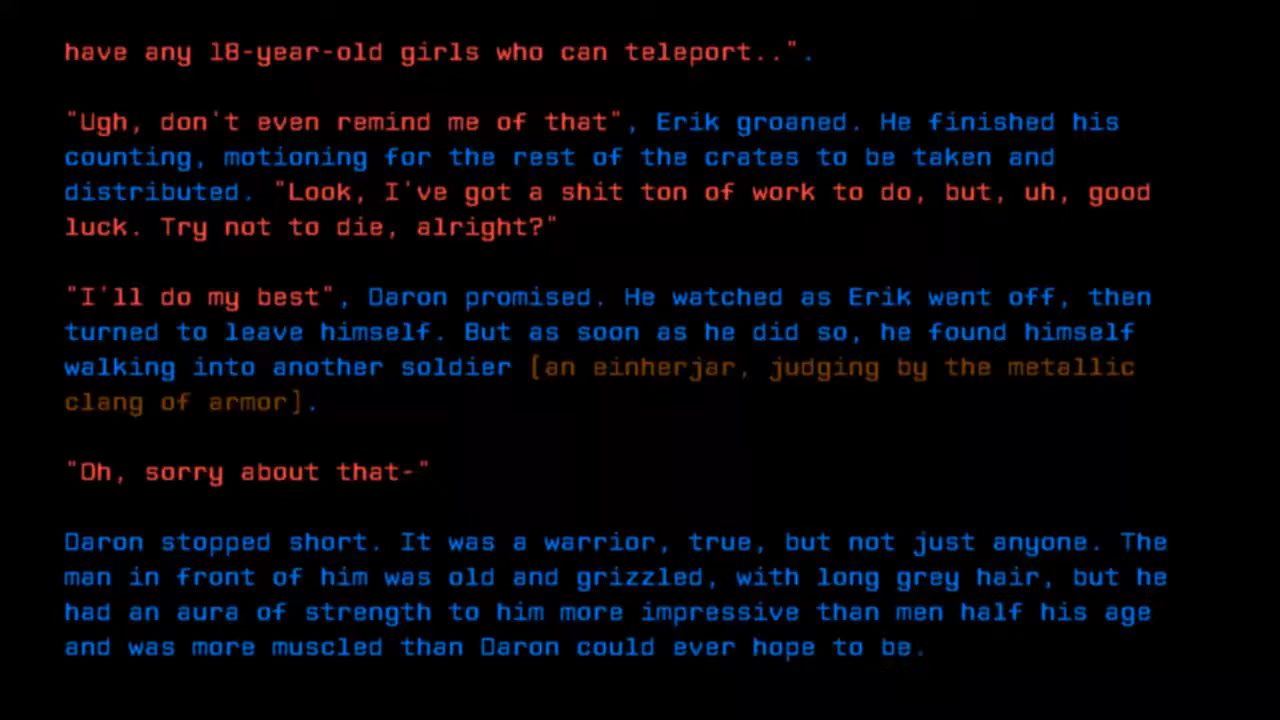 have any 18-year-old girls who can teleport..".
"Ugh, don't even remind me of that", Erik groaned. He finished his
counting, motioning for the rest of the crates to be taken and
distributed. "Look, I've got a shit ton of work to do, but, uh, good
luck. Try not to die, alright?"
"I'll do my best", Daron promised. He watched as Erik went off, then
turned to leave himself. But as soon as he did so, he found himself
walking into another soldier [an einherjar, judging by the metallic
clang of armor].
"Oh, sorry about that-"
Daron stopped short. It was a warrior, true, but not just anyone. The
man in front of him was old and grizzled, with long grey hair, but he
had an aura of strength to him more impressive than men half his age
and was more muscled than Daron could ever hope to be.